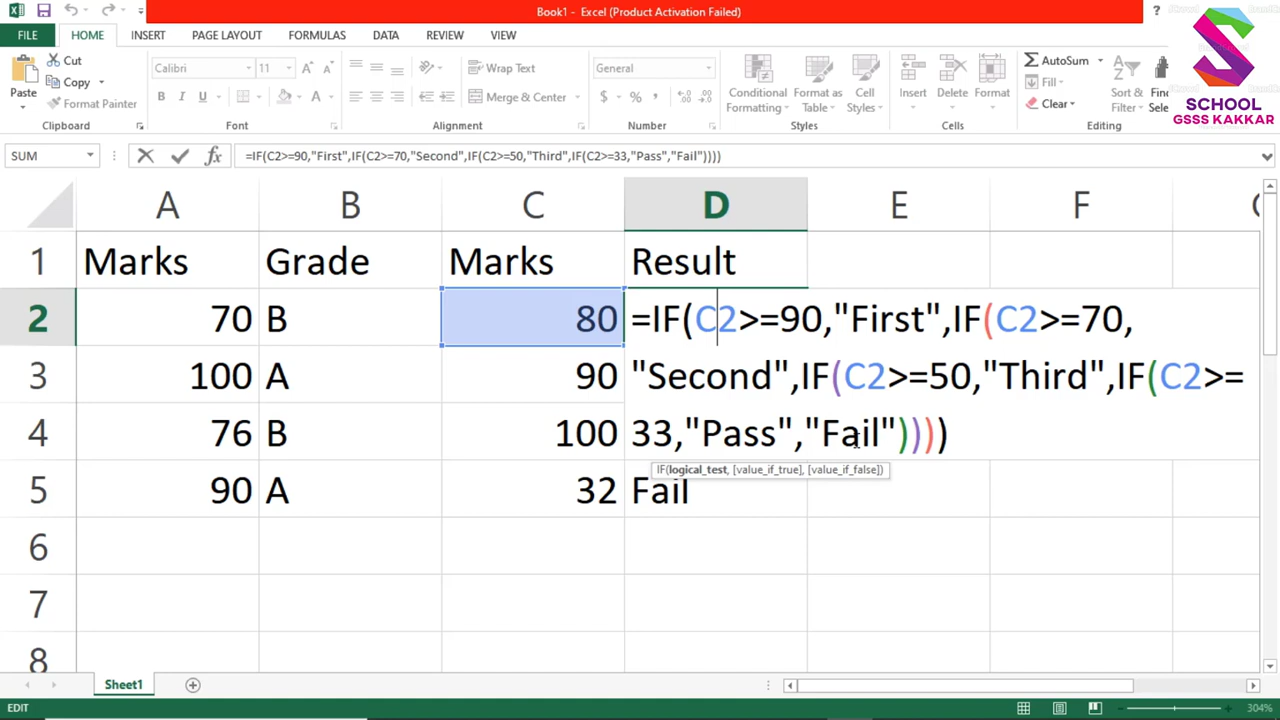 Book1 - Excel (Product Activation Failed)
?
FILE HOME INSERT PAGE LAYOUT FORMULAS DATA REVIEW VIEW
SCHOOL
GSSS KAKKAR
Paste
Cut
Copy
Format Painter
Clipboard
Calibri 11
B I U A
Font
Wrap Text
Merge & Center
Alignment
General
$ % ,
Number
Conditional
Formatting
Format as
Table
Cell
Styles
Styles
Insert Delete Format
Cells
AutoSum
Fill
Clear
Sort &
Filter
Editing
SUM fx =IF(C2>=90,"First",IF(C2>=70,"Second",IF(C2>=50,"Third",IF(C2>=33,"Pass","Fail"))))
A B C D E F
1 Marks Grade Marks Result
2 70 B 80 =IF(C2>=90,"First",IF(C2>=70,
3 100 A 90 "Second",IF(C2>=50,"Third",IF(C2>=
4 76 B 100 33,"Pass","Fail"))))
IF(logical_test, [value_if_true], [value_if_false])
5 90 A 32 Fail
6
7
8
Sheet1
EDIT 304%